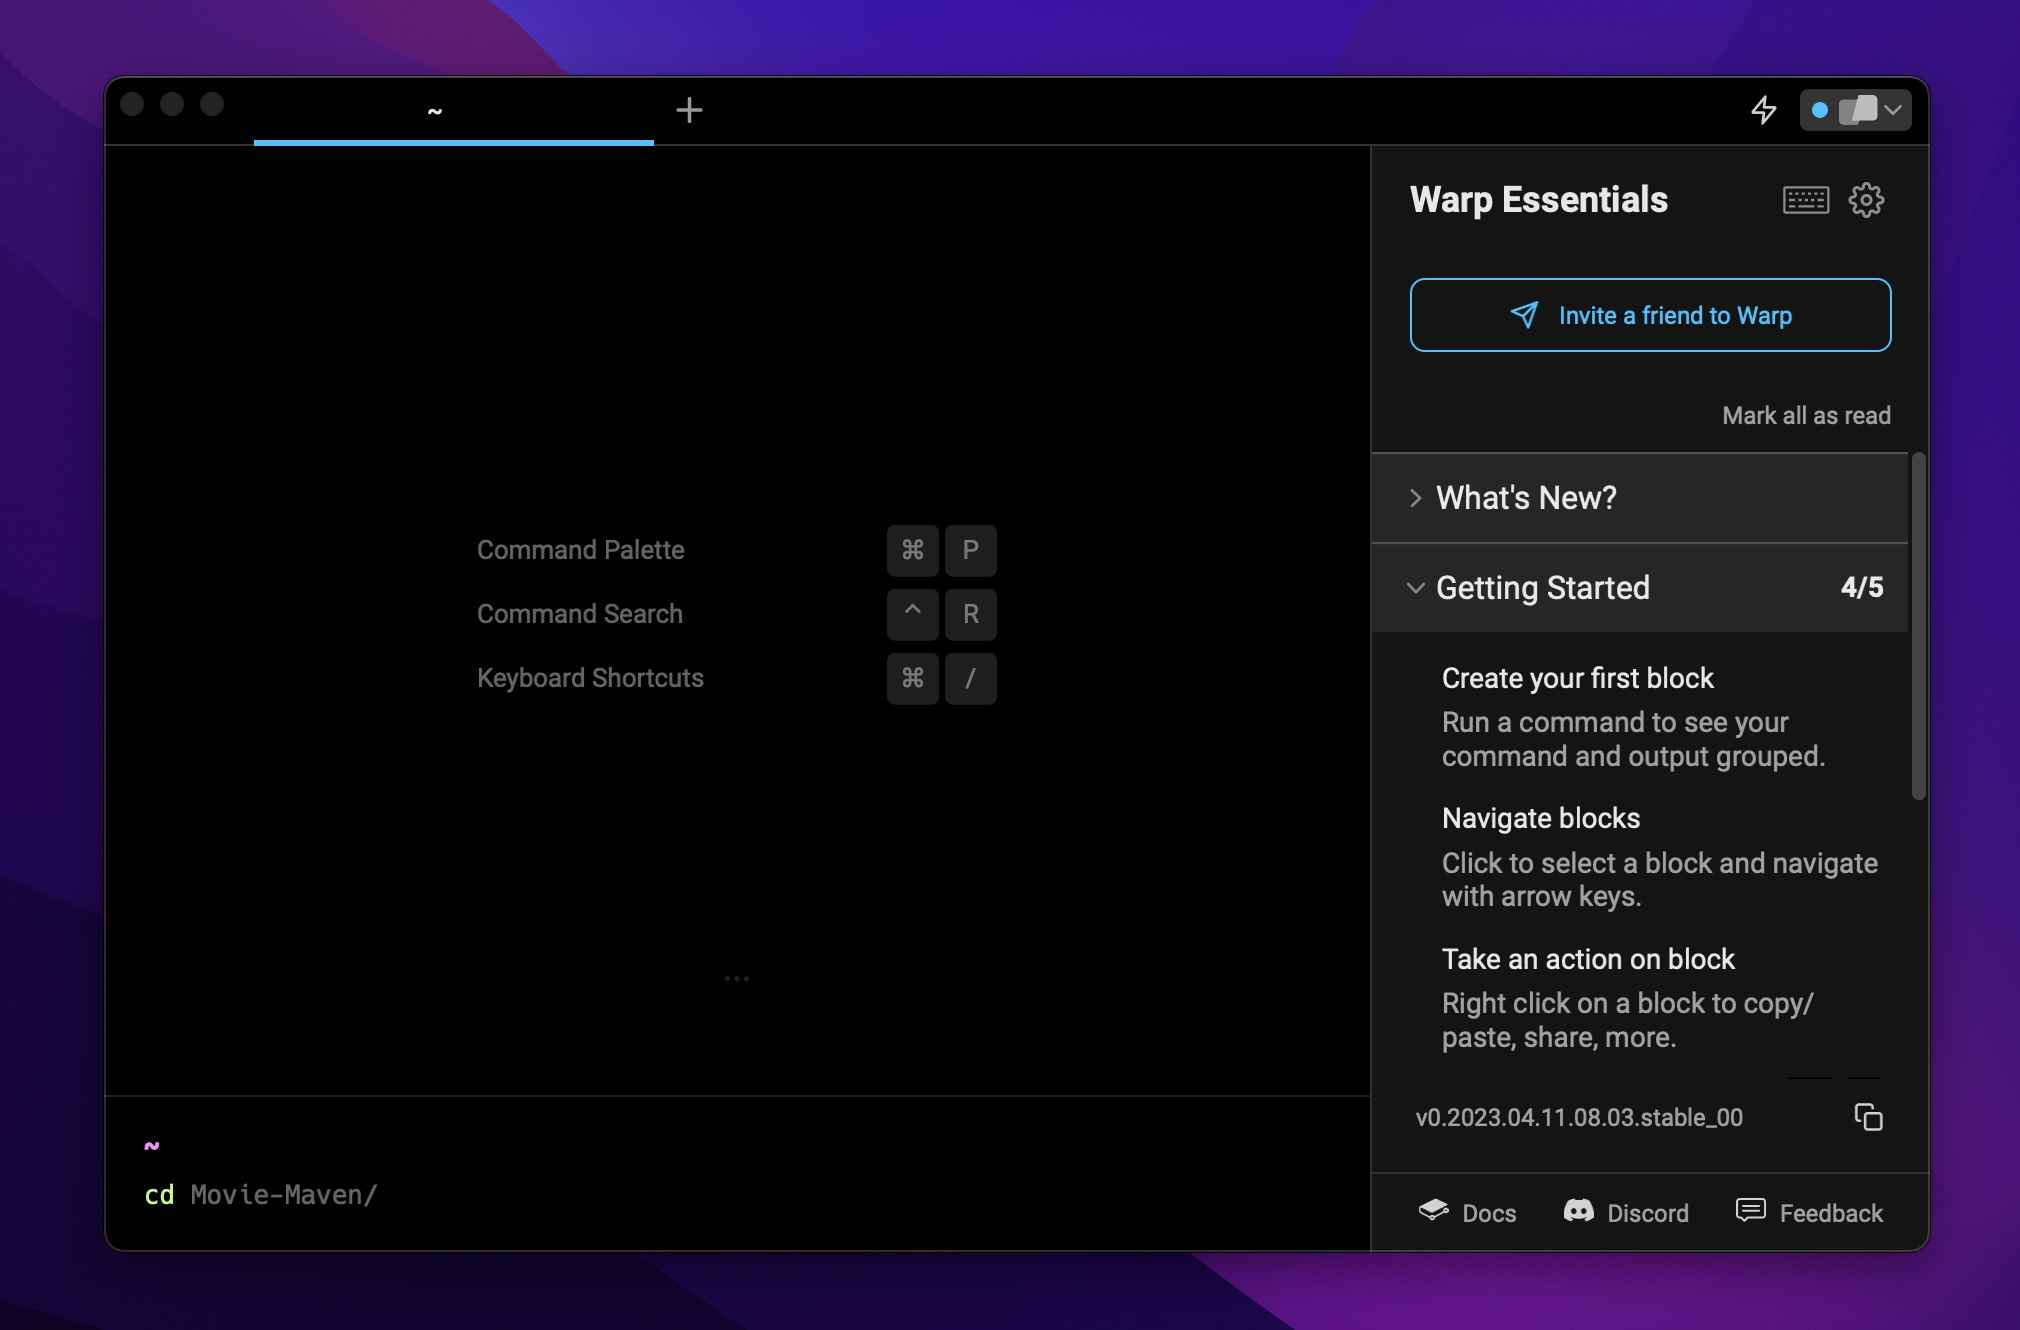 ~
Warp Essentials
Invite a friend to Warp
Mark all as read
What's New?
Getting Started 4/5
Create your first block
Run a command to see your
command and output grouped.
Navigate blocks
Click to select a block and navigate
with arrow keys.
Take an action on block
Right click on a block to copy/
paste, share, more.
v0.2023.04.11.08.03.stable_00
Docs Discord Feedback
Command Palette ⌘ P
Command Search ^ R
Keyboard Shortcuts ⌘ /
~
cd Movie-Maven/